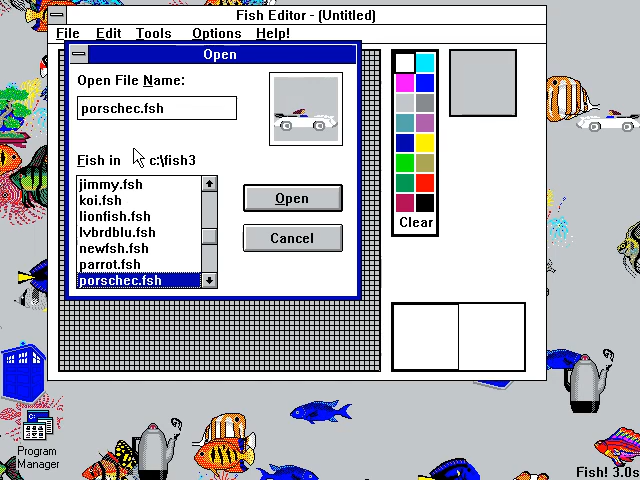 Fish Editor - (Untitled)
File Edit Tools Options Help!
Open
Open File Name:
porschec.fsh
Fish in c:\fish3
jimmy.fsh
koi.fsh
lionfish.fsh
lvbrdblu.fsh
newfsh.fsh
parrot.fsh
porschec.fsh
Open
Cancel
Clear
C:\
Program
Manager
Fish! 3.0s